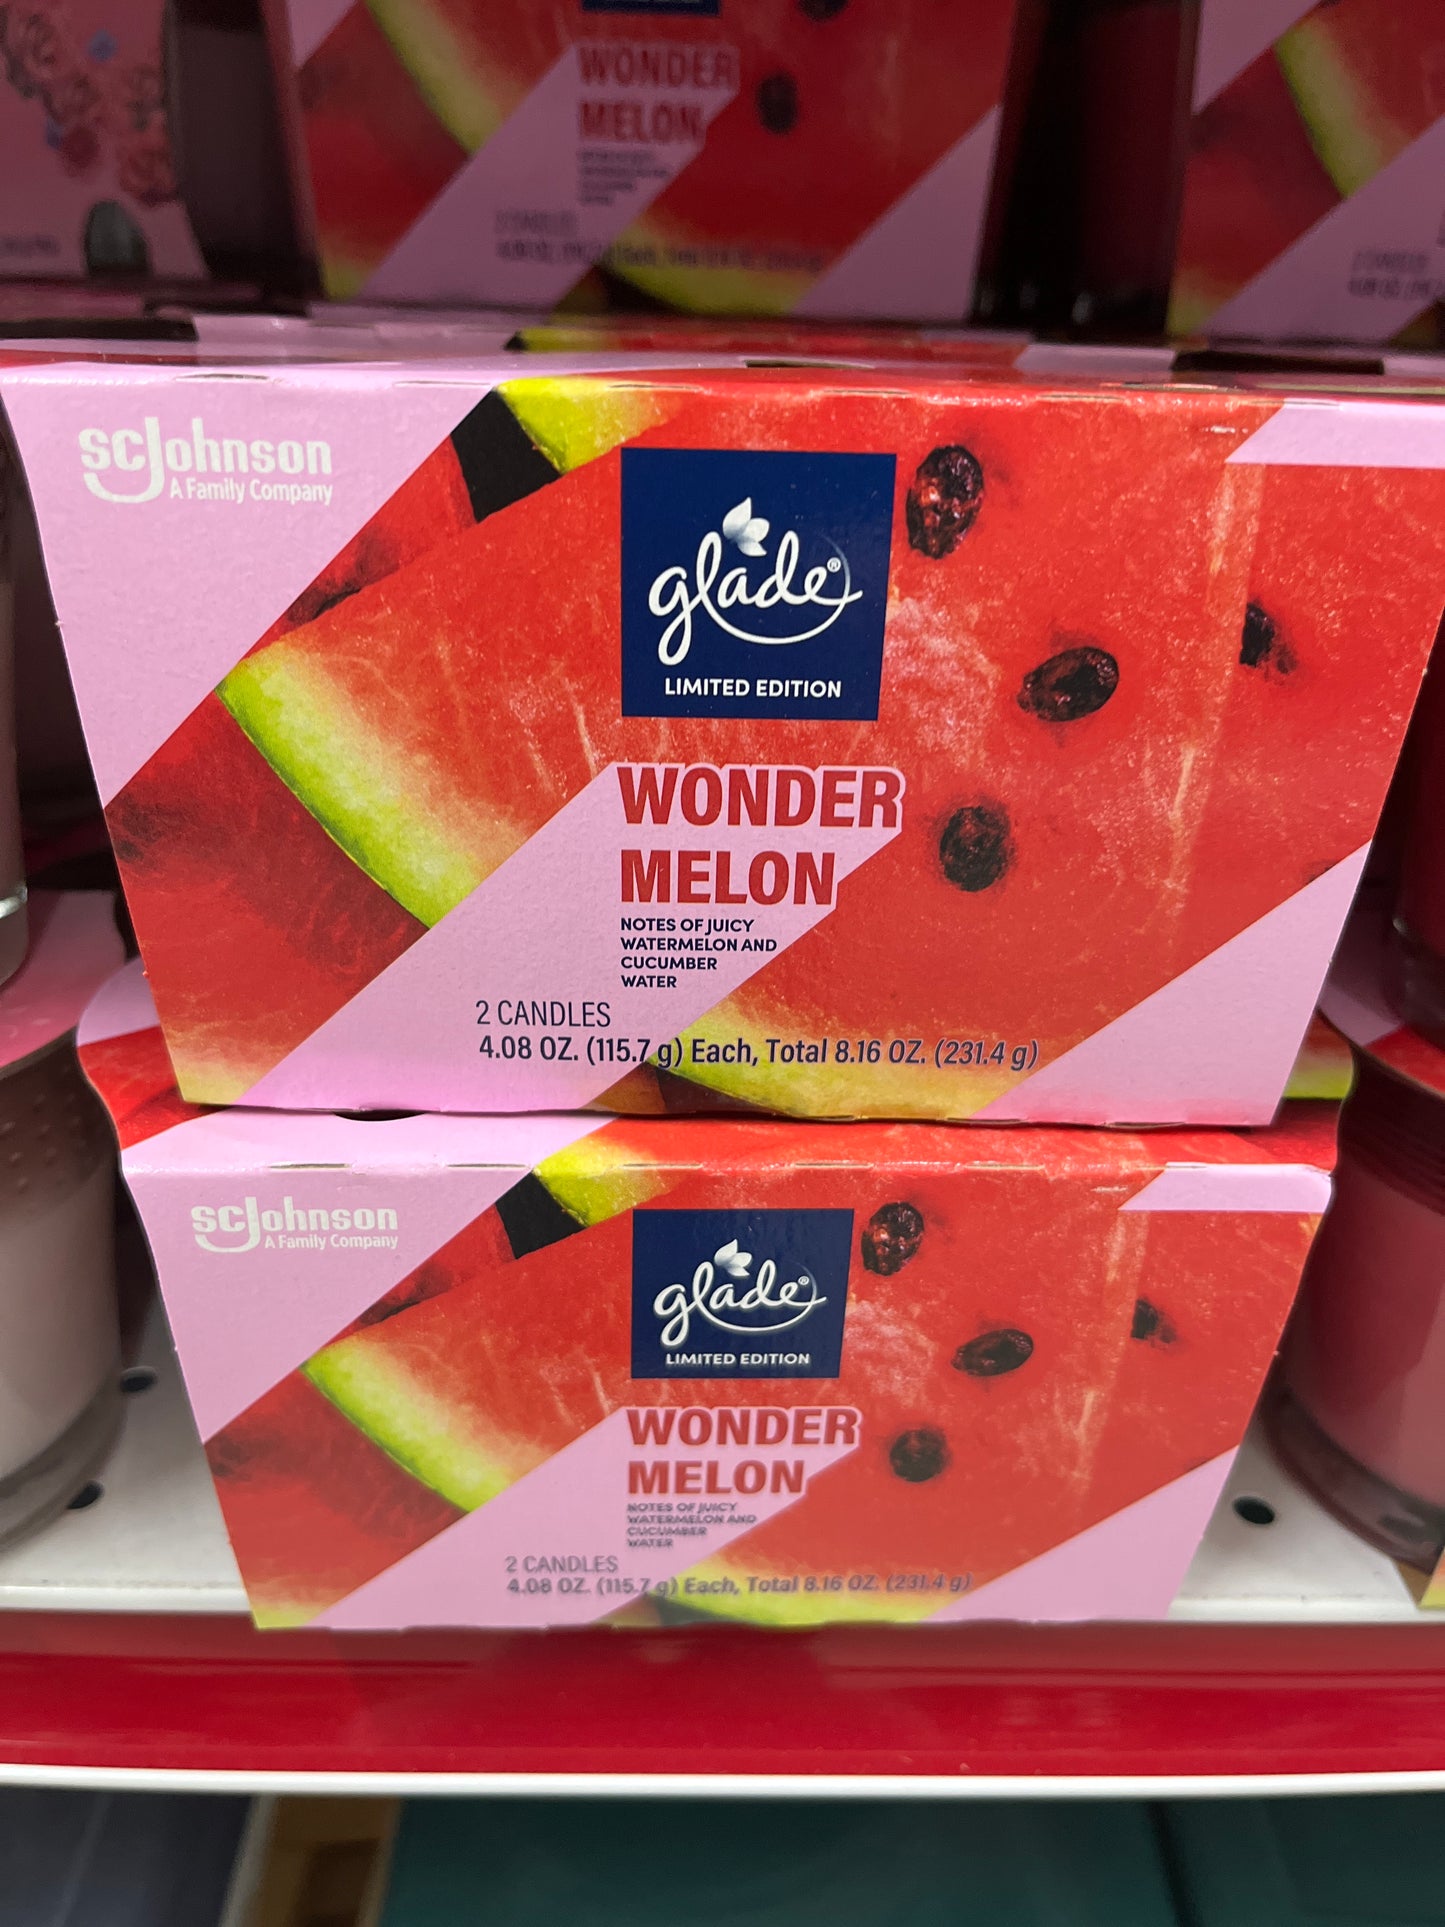 WONDER
MELON
scJohnson
A Family Company
glade®
LIMITED EDITION
WONDER
MELON
NOTES OF JUICY
WATERMELON AND
CUCUMBER
WATER
2 CANDLES
4.08 OZ. (115.7 g) Each, Total 8.16 OZ. (231.4 g)
scJohnson
A Family Company
glade®
LIMITED EDITION
WONDER
MELON
NOTES OF JUICY
WATERMELON AND
CUCUMBER
WATER
2 CANDLES
4.08 OZ. (115.7 g) Each, Total 8.16 OZ. (231.4 g)